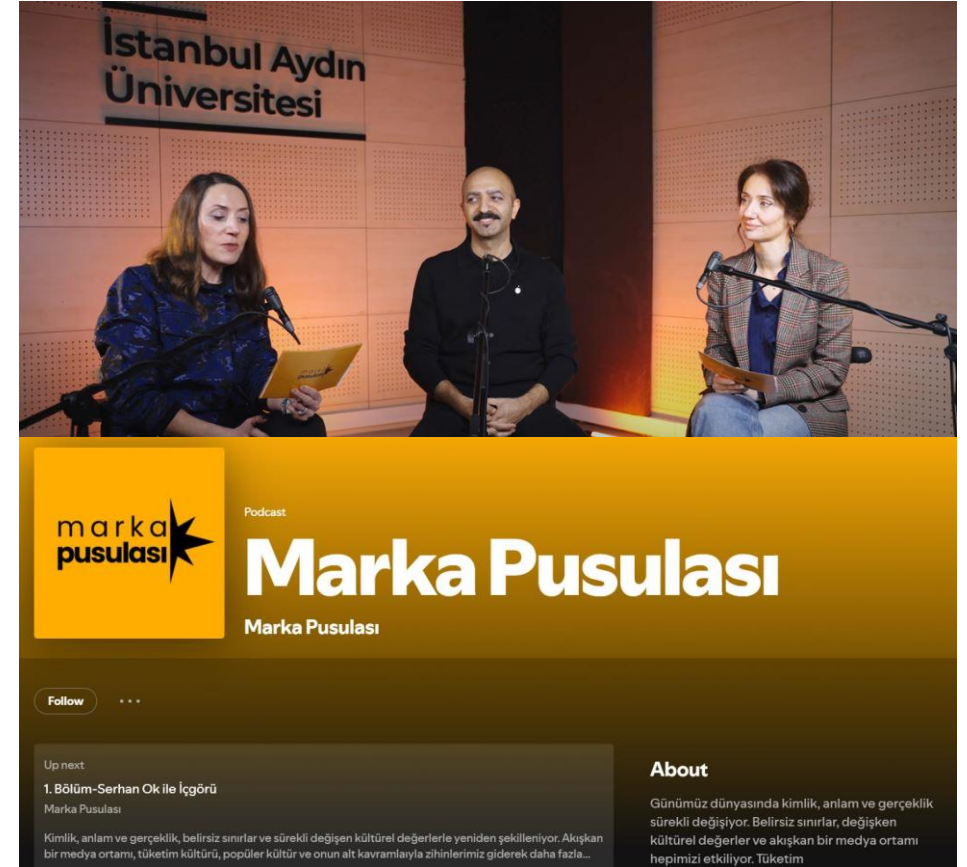 İstanbul Aydın
Üniversitesi
marka
pusulası
Podcast
Marka Pusulası
Marka Pusulası
Follow
Up next
1. Bölüm-Serhan Ok ile İçgörü
Marka Pusulası
Kimlik, anlam ve gerçeklik, belirsiz sınırlar ve sürekli değişen kültürel değerlerle yeniden şekilleniyor. Akışkan
bir medya ortamı, tüketim kültürü, popüler kültür ve onun alt kavramlayla zihinlerimiz giderek daha fazla...
About
Günümüz dünyasında kimlik, anlam ve gerçeklik
sürekli değişiyor. Belirsiz sınırlar, değişken
kültürel değerler ve akışkan bir medya ortamı
hepimizi etkiliyor. Tüketim